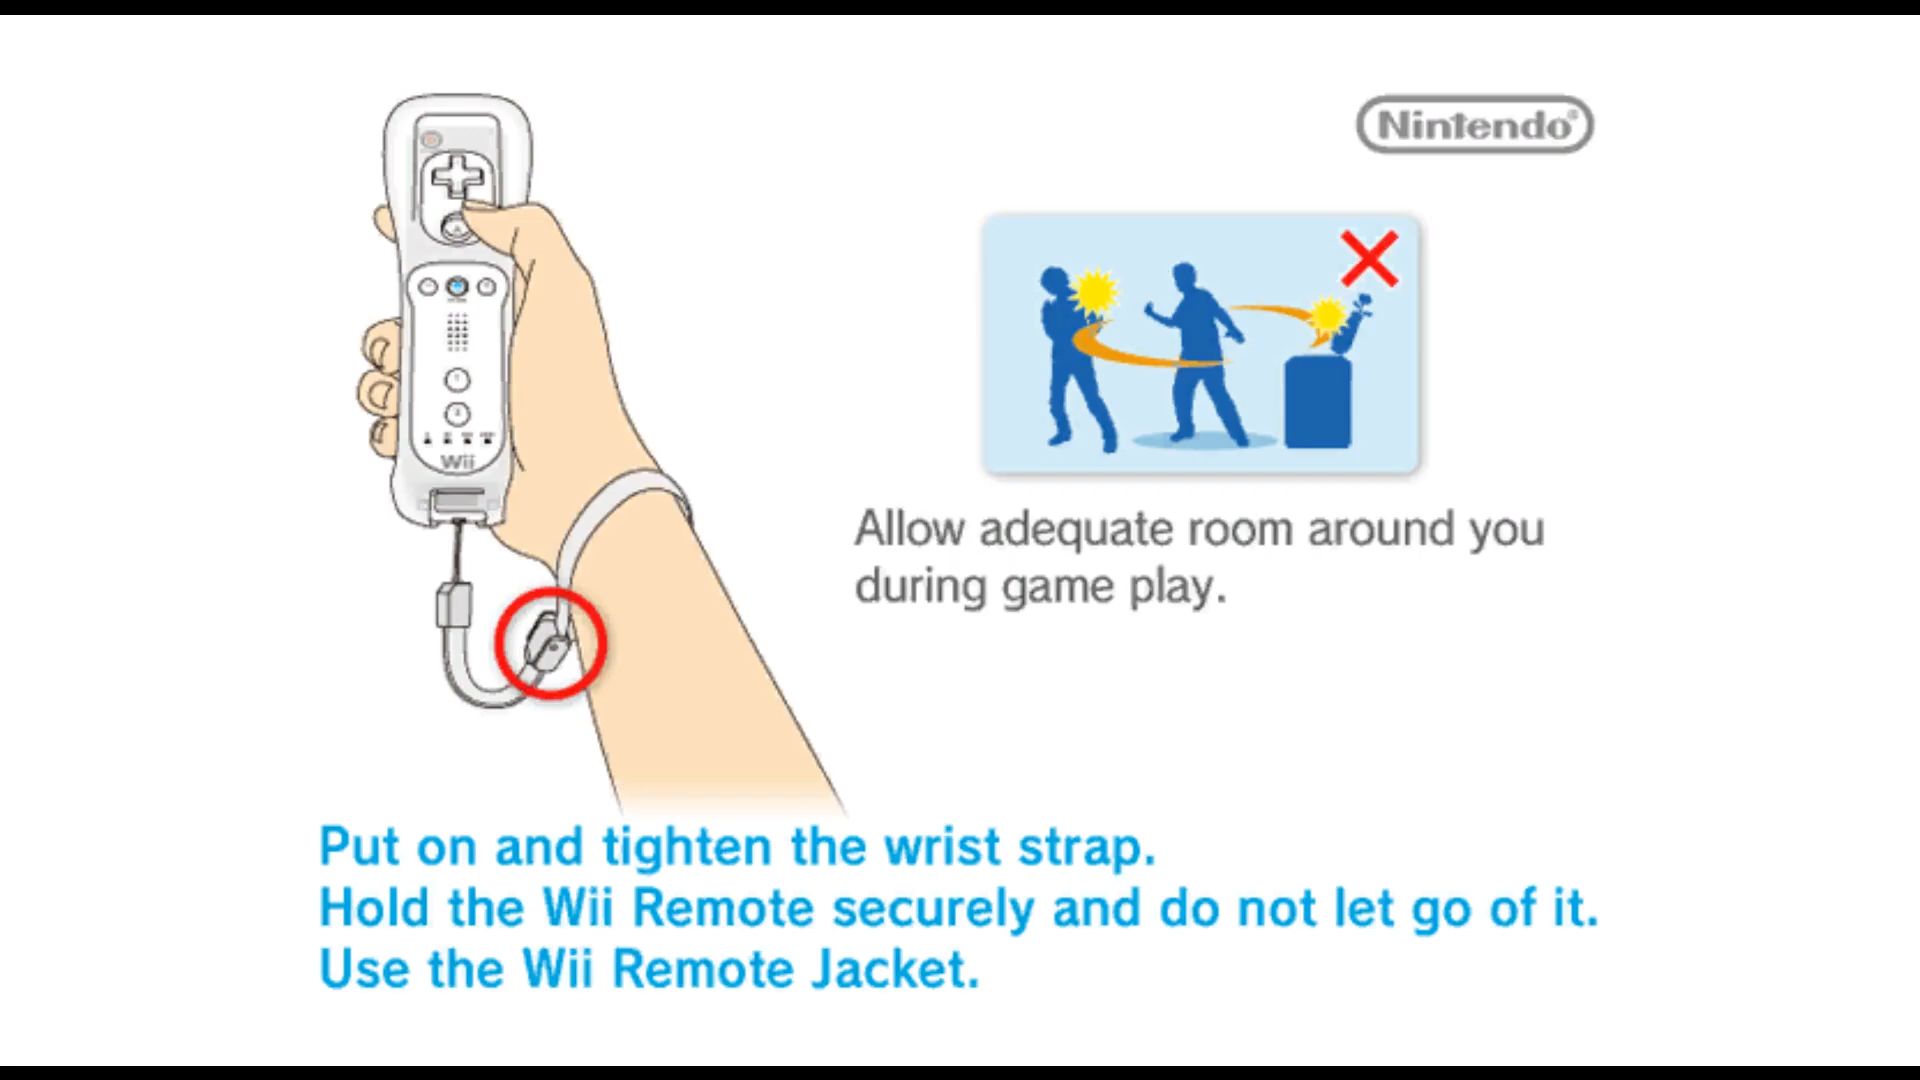 Nintendo®
Wii
Allow adequate room around you
during game play.
Put on and tighten the wrist strap.
Hold the Wii Remote securely and do not let go of it.
Use the Wii Remote Jacket.